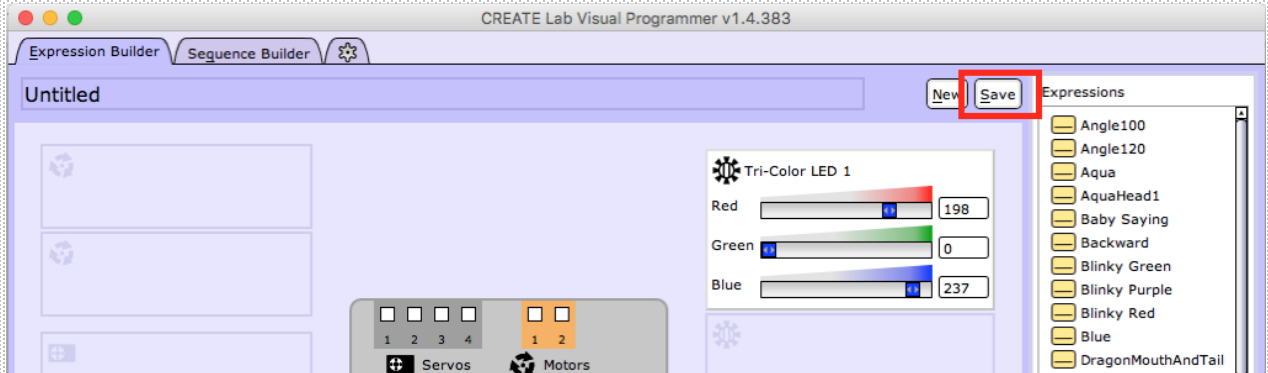 CREATE Lab Visual Programmer v1.4.383
Expression Builder
Sequence Builder
Untitled
New
Save
Expressions
Angle100
Angle120
Aqua
AquaHead1
Baby Saying
Backward
Blinky Green
Blinky Purple
Blinky Red
Blue
DragonMouthAndTail
Tri-Color LED 1
Red 198
Green 0
Blue 237
1 2 3 4
1 2
Servos
Motors